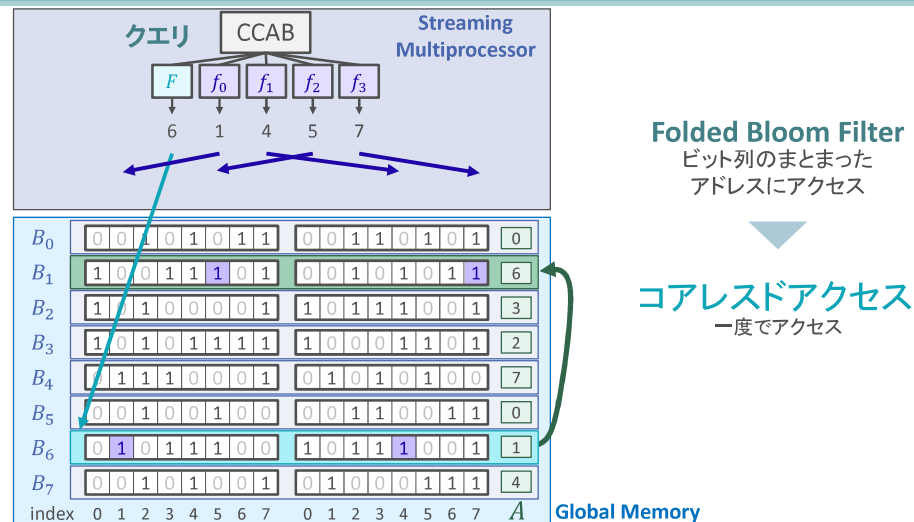 クエリ
CCAB
Streaming
Multiprocessor
F f0 f1 f2 f3
6 1 4 5 7
Folded Bloom Filter
ビット列のまとまった
アドレスにアクセス
コアレスドアクセス
一度でアクセス
B0 0 0 1 0 1 0 1 1 0 0 1 1 0 1 0 1 0
B1 1 0 0 1 1 1 0 1 0 0 1 0 1 0 1 1 6
B2 1 0 1 0 0 0 0 1 1 0 1 1 1 0 0 1 3
B3 1 0 1 0 1 1 1 1 1 0 0 0 1 1 0 1 2
B4 0 1 1 1 0 0 0 1 0 1 0 1 0 1 0 0 7
B5 0 0 1 0 0 1 0 0 0 0 1 1 0 0 1 1 0
B6 0 1 0 1 1 1 0 0 1 0 1 1 1 0 0 1 1
B7 0 0 1 0 1 0 0 1 0 1 0 0 0 1 1 1 4
index 0 1 2 3 4 5 6 7 0 1 2 3 4 5 6 7 A
Global Memory